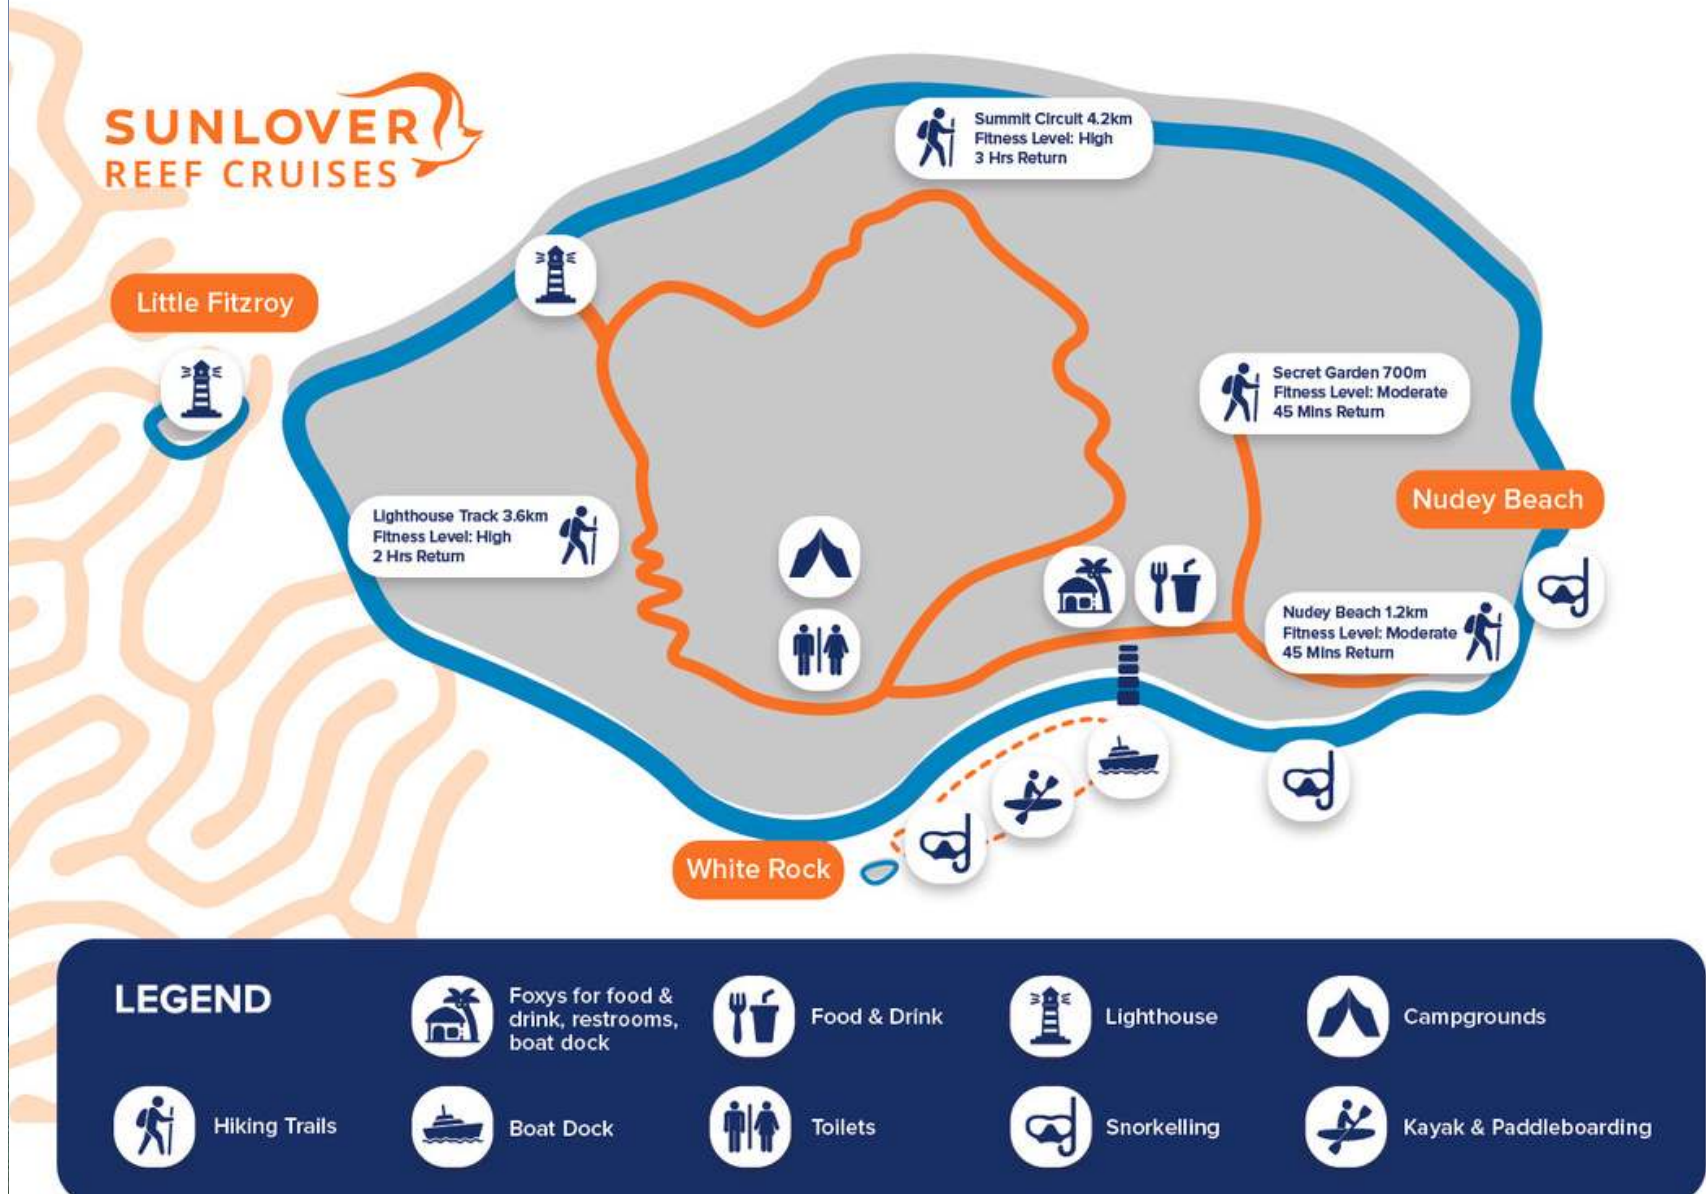 SUNLOVER
REEF CRUISES
Summit Circuit 4.2km
Fitness Level: High
3 Hrs Return
Little Fitzroy
Secret Garden 700m
Fitness Level: Moderate
45 Mins Return
Nudey Beach
Lighthouse Track 3.6km
Fitness Level: High
2 Hrs Return
Nudey Beach 1.2km
Fitness Level: Moderate
45 Mins Return
White Rock
LEGEND
Foxys for food &
drink, restrooms,
boat dock
Food & Drink
Lighthouse
Campgrounds
Hiking Trails
Boat Dock
Toilets
Snorkelling
Kayak & Paddleboarding